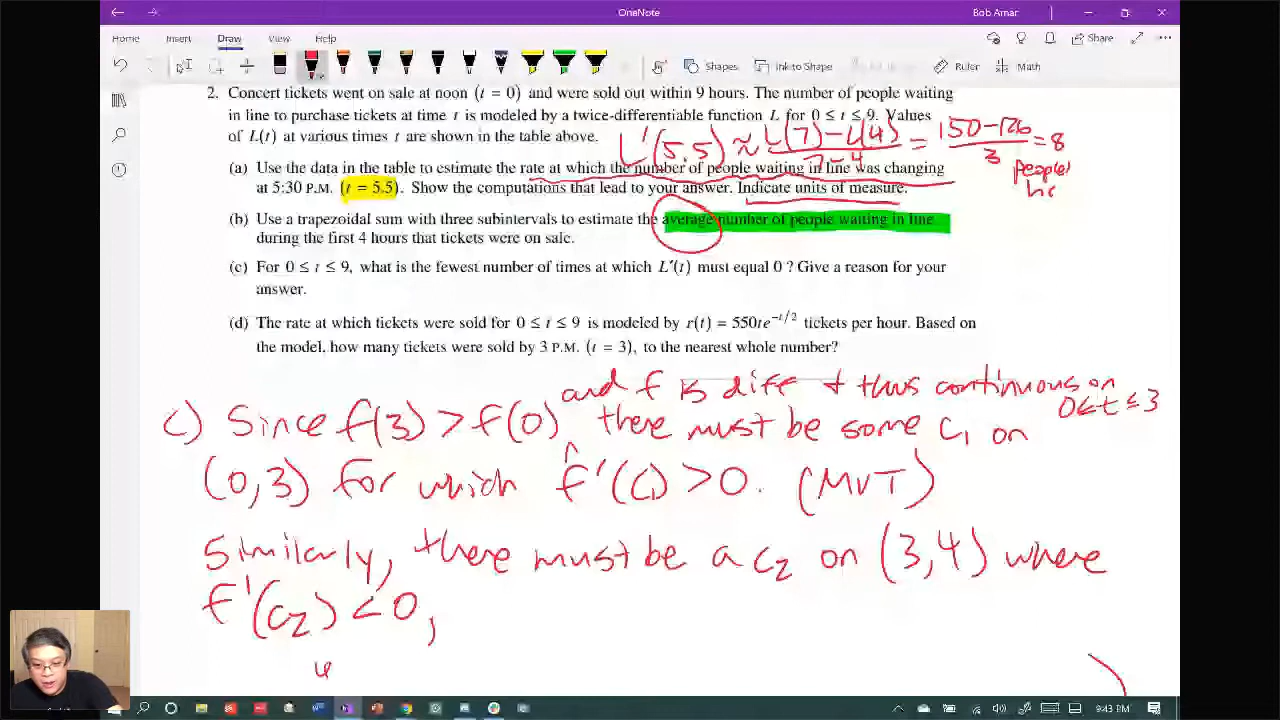 OneNote
Bob Amar
Home Insert Draw View Help
Share
Shapes Ink to Shape Ruler Math
2. Concert tickets went on sale at noon (t = 0) and were sold out within 9 hours. The number of people waiting
in line to purchase tickets at time t is modeled by a twice-differentiable function L for 0 ≤ t ≤ 9. Values
of L(t) at various times t are shown in the table above.
L'(5.5) ≈ L(7) - L(4) / 7 - 4 = 150 - 126 / 3 = 8
people/
hr
(a) Use the data in the table to estimate the rate at which the number of people waiting in line was changing
at 5:30 P.M. (t = 5.5). Show the computations that lead to your answer. Indicate units of measure.
(b) Use a trapezoidal sum with three subintervals to estimate the average number of people waiting in line
during the first 4 hours that tickets were on sale.
(c) For 0 ≤ t ≤ 9, what is the fewest number of times at which L′(t) must equal 0 ? Give a reason for your
answer.
(d) The rate at which tickets were sold for 0 ≤ t ≤ 9 is modeled by r(t) = 550te^{-t/2} tickets per hour. Based on
the model, how many tickets were sold by 3 P.M. (t = 3), to the nearest whole number?
and f is diff + thus continuous on
0≤t≤3
c) Since f(3) > f(0) ^ there must be some c₁ on
(0,3) for which f'(c₁) > 0. (MVT)
Similarly, there must be a c₂ on (3,4) where
f'(c₂) < 0,
9:43 PM